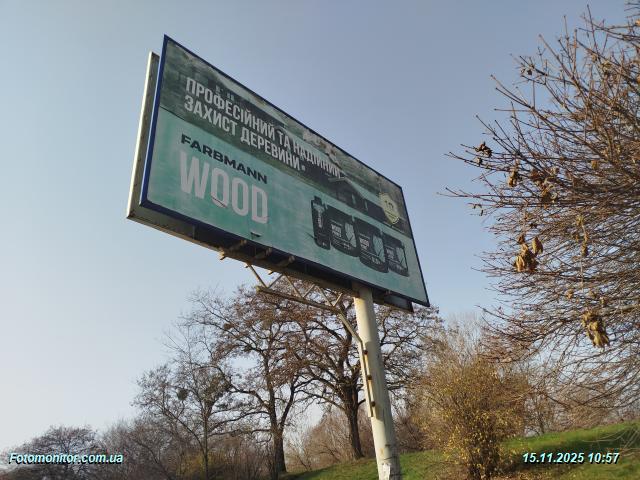 ПРОФЕСІЙНИЙ ТА НАДІЙНИЙ
ЗАХИСТ ДЕРЕВИНИ*
FARBMANN
WOOD
Fotomonitor.com.ua
15.11.2025 10:57